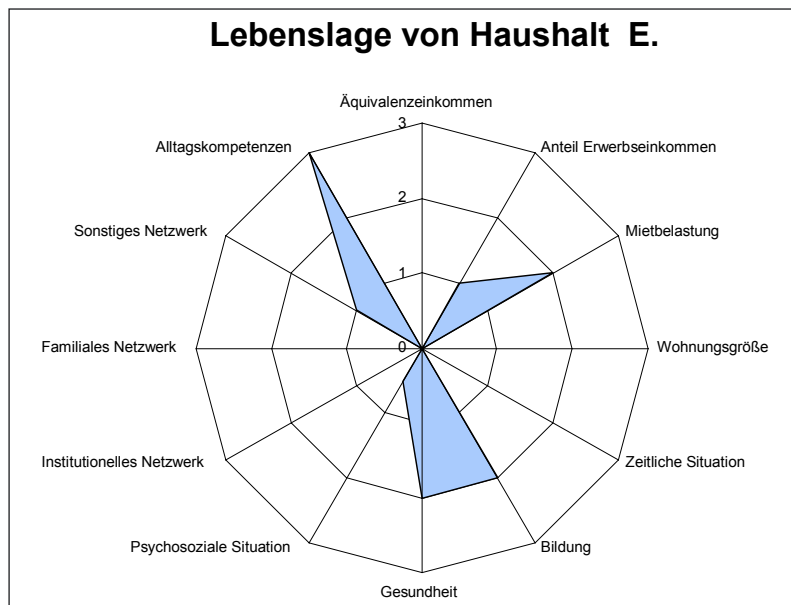 Lebenslage von Haushalt E.
Äquivalenzeinkommen
3
Alltagskompetenzen
Anteil Erwerbseinkommen
2
Sonstiges Netzwerk
Mietbelastung
1
Familiales Netzwerk
0
Wohnungsgröße
Institutionelles Netzwerk
Zeitliche Situation
Psychosoziale Situation
Bildung
Gesundheit